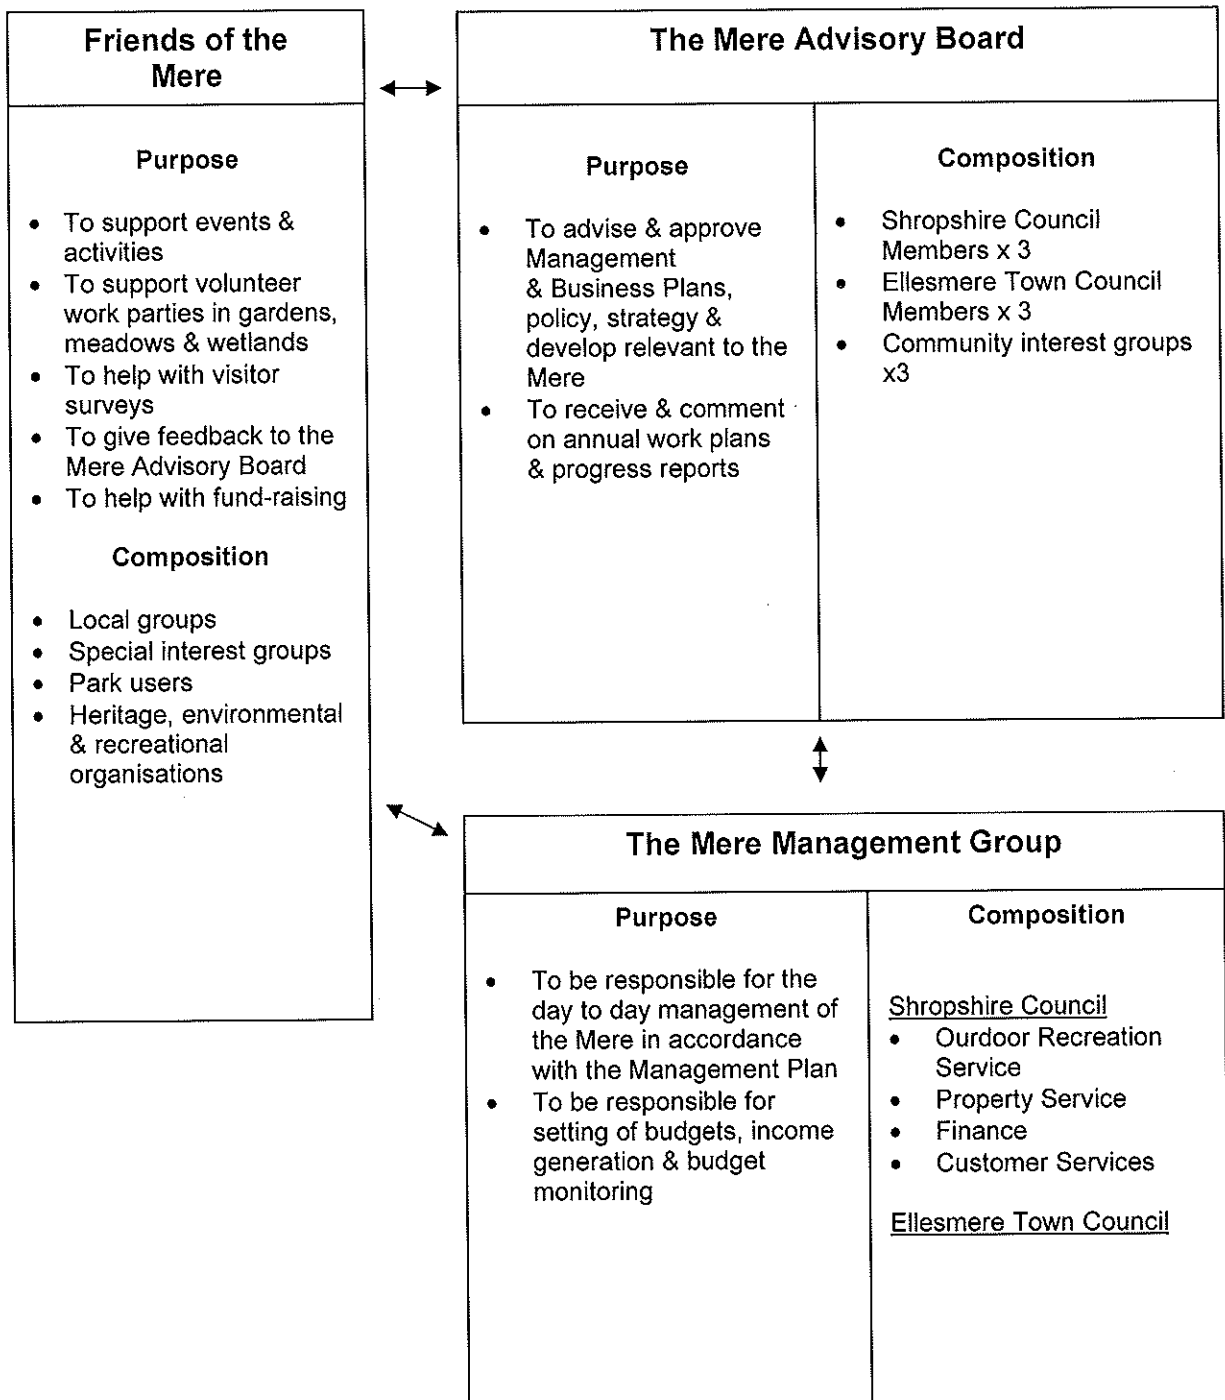 Friends of the
Mere
Purpose
• To support events &
activities
• To support volunteer
work parties in gardens,
meadows & wetlands
• To help with visitor
surveys
• To give feedback to the
Mere Advisory Board
• To help with fund-raising
Composition
• Local groups
• Special interest groups
• Park users
• Heritage, environmental
& recreational
organisations
The Mere Advisory Board
Purpose
• To advise & approve
Management
& Business Plans,
policy, strategy &
develop relevant to the
Mere
• To receive & comment
on annual work plans
& progress reports
Composition
• Shropshire Council
Members x 3
• Ellesmere Town Council
Members x 3
• Community interest groups
x3
The Mere Management Group
Purpose
• To be responsible for the
day to day management of
the Mere in accordance
with the Management Plan
• To be responsible for
setting of budgets, income
generation & budget
monitoring
Composition
Shropshire Council
• Ourdoor Recreation
Service
• Property Service
• Finance
• Customer Services
Ellesmere Town Council